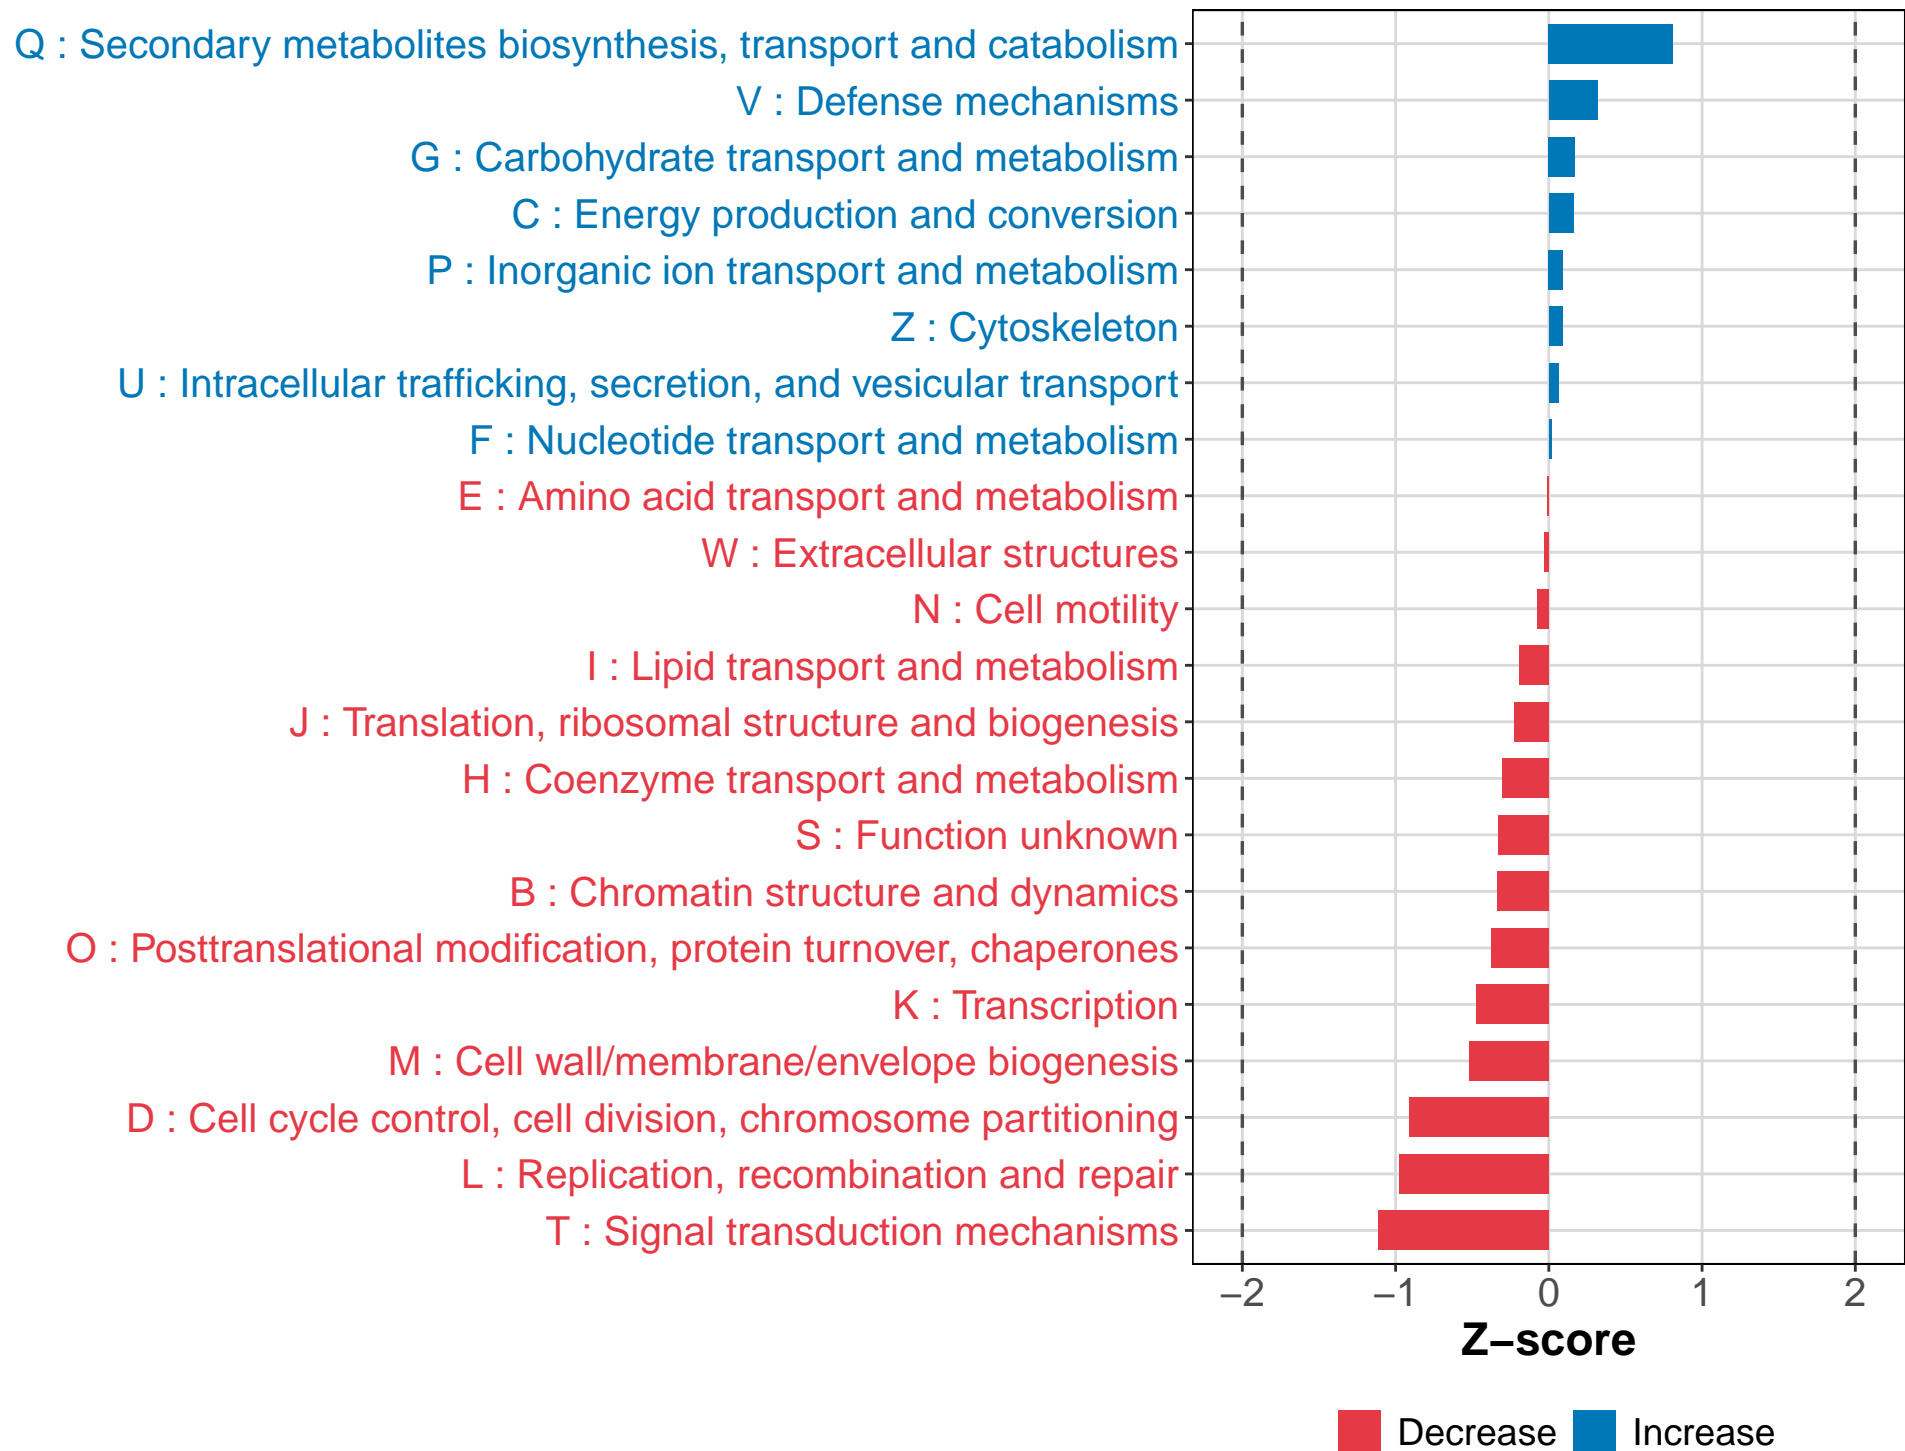 Q : Secondary metabolites biosynthesis, transport and catabolism
V : Defense mechanisms
G : Carbohydrate transport and metabolism
C : Energy production and conversion
P : Inorganic ion transport and metabolism
Z : Cytoskeleton
U : Intracellular trafficking, secretion, and vesicular transport
F : Nucleotide transport and metabolism
E : Amino acid transport and metabolism
W : Extracellular structures
N : Cell motility
I : Lipid transport and metabolism
J : Translation, ribosomal structure and biogenesis
H : Coenzyme transport and metabolism
S : Function unknown
B : Chromatin structure and dynamics
O : Posttranslational modification, protein turnover, chaperones
K : Transcription
M : Cell wall/membrane/envelope biogenesis
D : Cell cycle control, cell division, chromosome partitioning
L : Replication, recombination and repair
T : Signal transduction mechanisms
−2 −1 0 1 2
Z−score
Decrease Increase